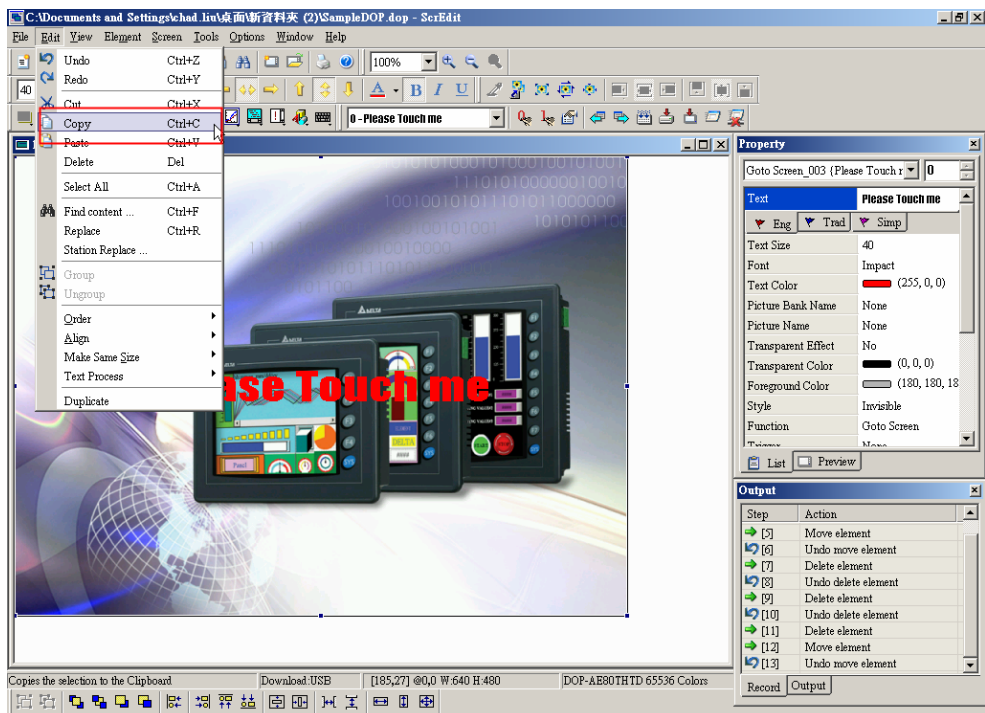 C:\Documents and Settings\chad.liu\桌面\新資料夾 (2)\SampleDOP.dop - ScrEdit
File Edit View Element Screen Tools Options Window Help
Undo Ctrl+Z
Redo Ctrl+Y
Cut Ctrl+X
Copy Ctrl+C
Paste Ctrl+V
Delete Del
Select All Ctrl+A
Find content ... Ctrl+F
Replace Ctrl+R
Station Replace ...
Group
Ungroup
Order
Align
Make Same Size
Text Process
Duplicate
100%
40
B I U
0 - Please Touch me
ase Touch me
DELTA
Property
Goto Screen_003 {Please Touch r 0
Text Please Touch me
Eng Trad Simp
Text Size 40
Font Impact
Text Color (255, 0, 0)
Picture Bank Name None
Picture Name None
Transparent Effect No
Transparent Color (0, 0, 0)
Foreground Color (180, 180, 18
Style Invisible
Function Goto Screen
Trigger None
List Preview
Output
Step Action
[5] Move element
[6] Undo move element
[7] Delete element
[8] Undo delete element
[9] Delete element
[10] Undo delete element
[11] Delete element
[12] Move element
[13] Undo move element
Record Output
Copies the selection to the Clipboard Download:USB [185,27] @0,0 W:640 H:480 DOP-AE80THTD 65536 Colors